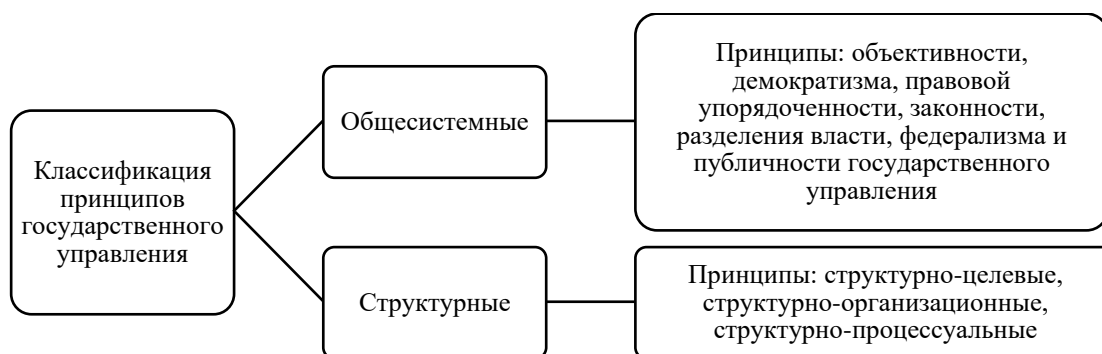 Классификация
принципов
государственного
управления
Общесистемные
Принципы: объективности,
демократизма, правовой
упорядоченности, законности,
разделения власти, федерализма и
публичности государственного
управления
Структурные
Принципы: структурно-целевые,
структурно-организационные,
структурно-процессуальные